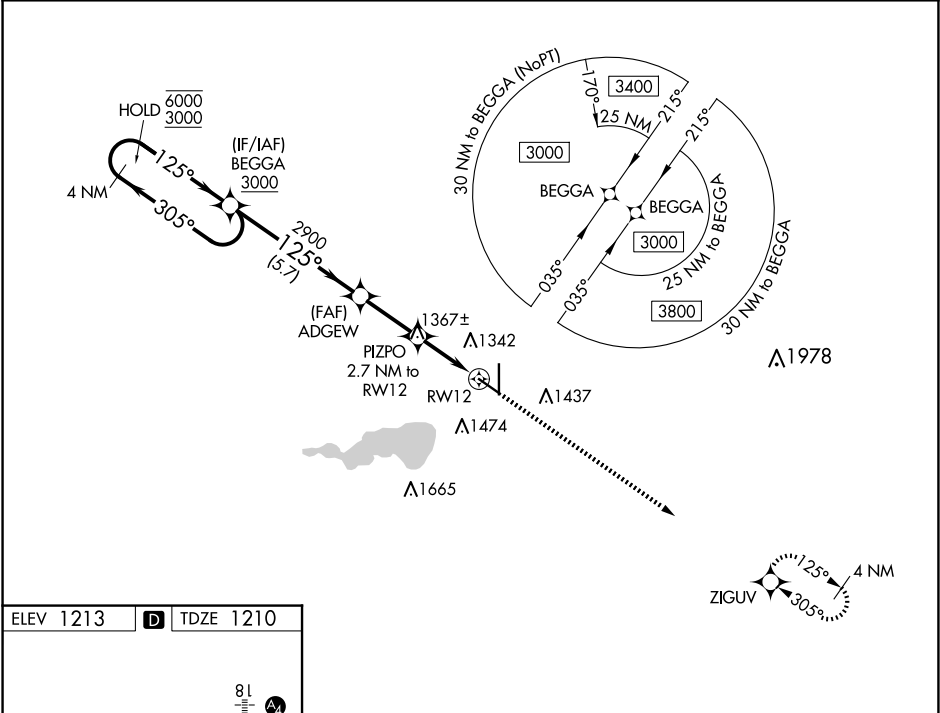 HOLD 6000
3000
(IF/IAF)
BEGGA
3000
4 NM
125°
305°
2900
125°
(5.7)
(FAF)
ADGEW
1367±
PIZPO
2.7 NM to
RW12
1342
RW12
1437
1474
1665
1978
30 NM to BEGGA (NoPT)
170°
3400
25 NM
215°
3000
BEGGA
035°
215°
BEGGA
3000
25 NM to BEGGA
035°
3800
30 NM to BEGGA
ZIGUV
125°
305°
4 NM
ELEV 1213
D
TDZE 1210
18
A4